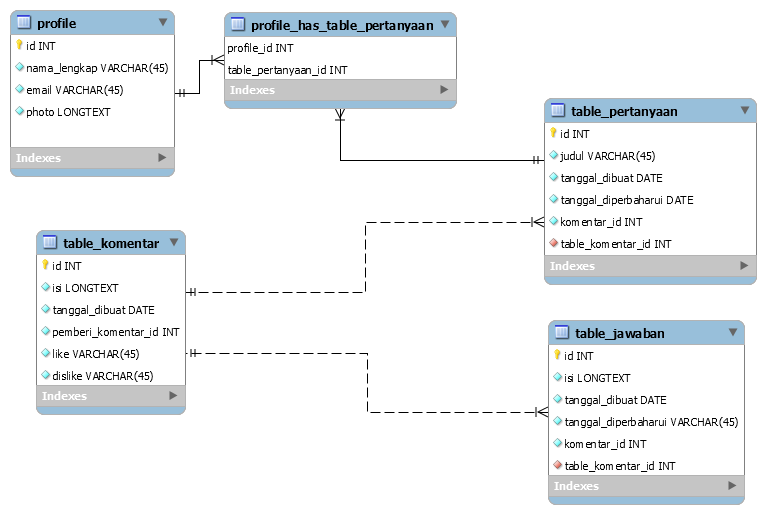 profile
id INT
nama_lengkap VARCHAR(45)
email VARCHAR(45)
photo LONGTEXT
Indexes
profile_has_table_pertanyaan
profile_id INT
table_pertanyaan_id INT
Indexes
table_pertanyaan
id INT
judul VARCHAR(45)
tanggal_dibuat DATE
tanggal_diperbaharui DATE
komentar_id INT
table_komentar_id INT
Indexes
table_komentar
id INT
isi LONGTEXT
tanggal_dibuat DATE
pemberi_komentar_id INT
like VARCHAR(45)
dislike VARCHAR(45)
Indexes
table_jawaban
id INT
isi LONGTEXT
tanggal_dibuat DATE
tanggal_diperbaharui VARCHAR(45)
komentar_id INT
table_komentar_id INT
Indexes